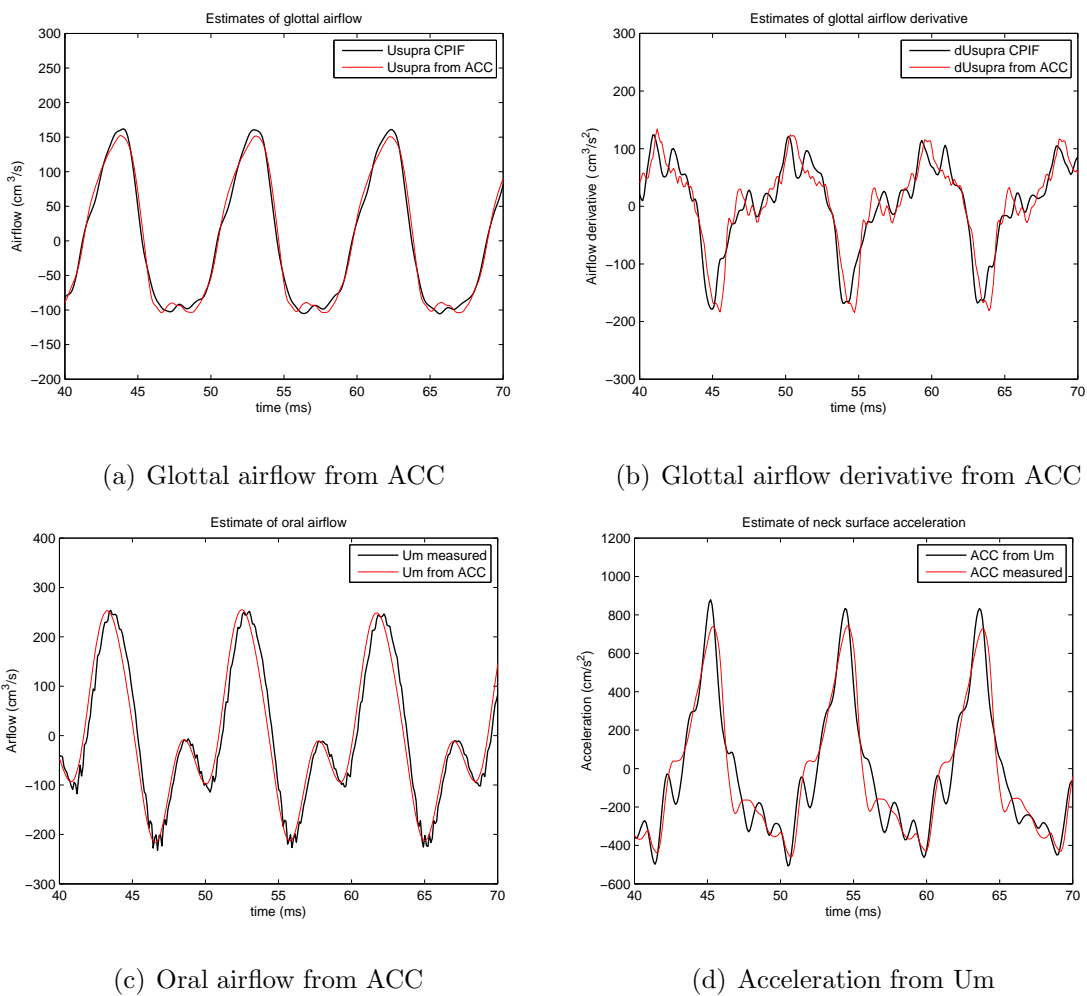 Estimates of glottal airflow
300
250
200
150
100
50
0
−50
−100
−150
−200
40 45 50 55 60 65 70
Airflow (cm³/s)
time (ms)
Usupra CPIF
Usupra from ACC
(a) Glottal airflow from ACC
Estimates of glottal airflow derivative
300
200
100
0
−100
−200
−300
40 45 50 55 60 65 70
Airflow derivative ( cm³/s²)
time (ms)
dUsupra CPIF
dUsupra from ACC
(b) Glottal airflow derivative from ACC
Estimate of oral airflow
400
300
200
100
0
−100
−200
−300
40 45 50 55 60 65 70
Arflow (cm³/s)
time (ms)
Um measured
Um from ACC
(c) Oral airflow from ACC
Estimate of neck surface acceleration
1200
1000
800
600
400
200
0
−200
−400
−600
40 45 50 55 60 65 70
Acceleration (cm/s²)
time (ms)
ACC from Um
ACC measured
(d) Acceleration from Um